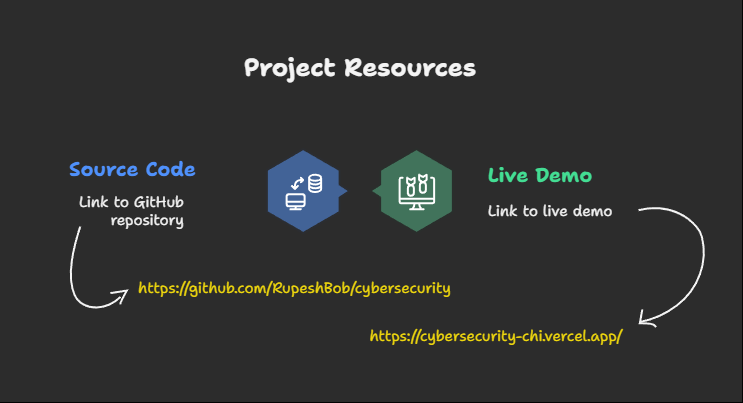 Project Resources
Source Code
Link to GitHub
repository
Live Demo
Link to live demo
https://github.com/RupeshBob/cybersecurity
https://cybersecurity-chi.vercel.app/